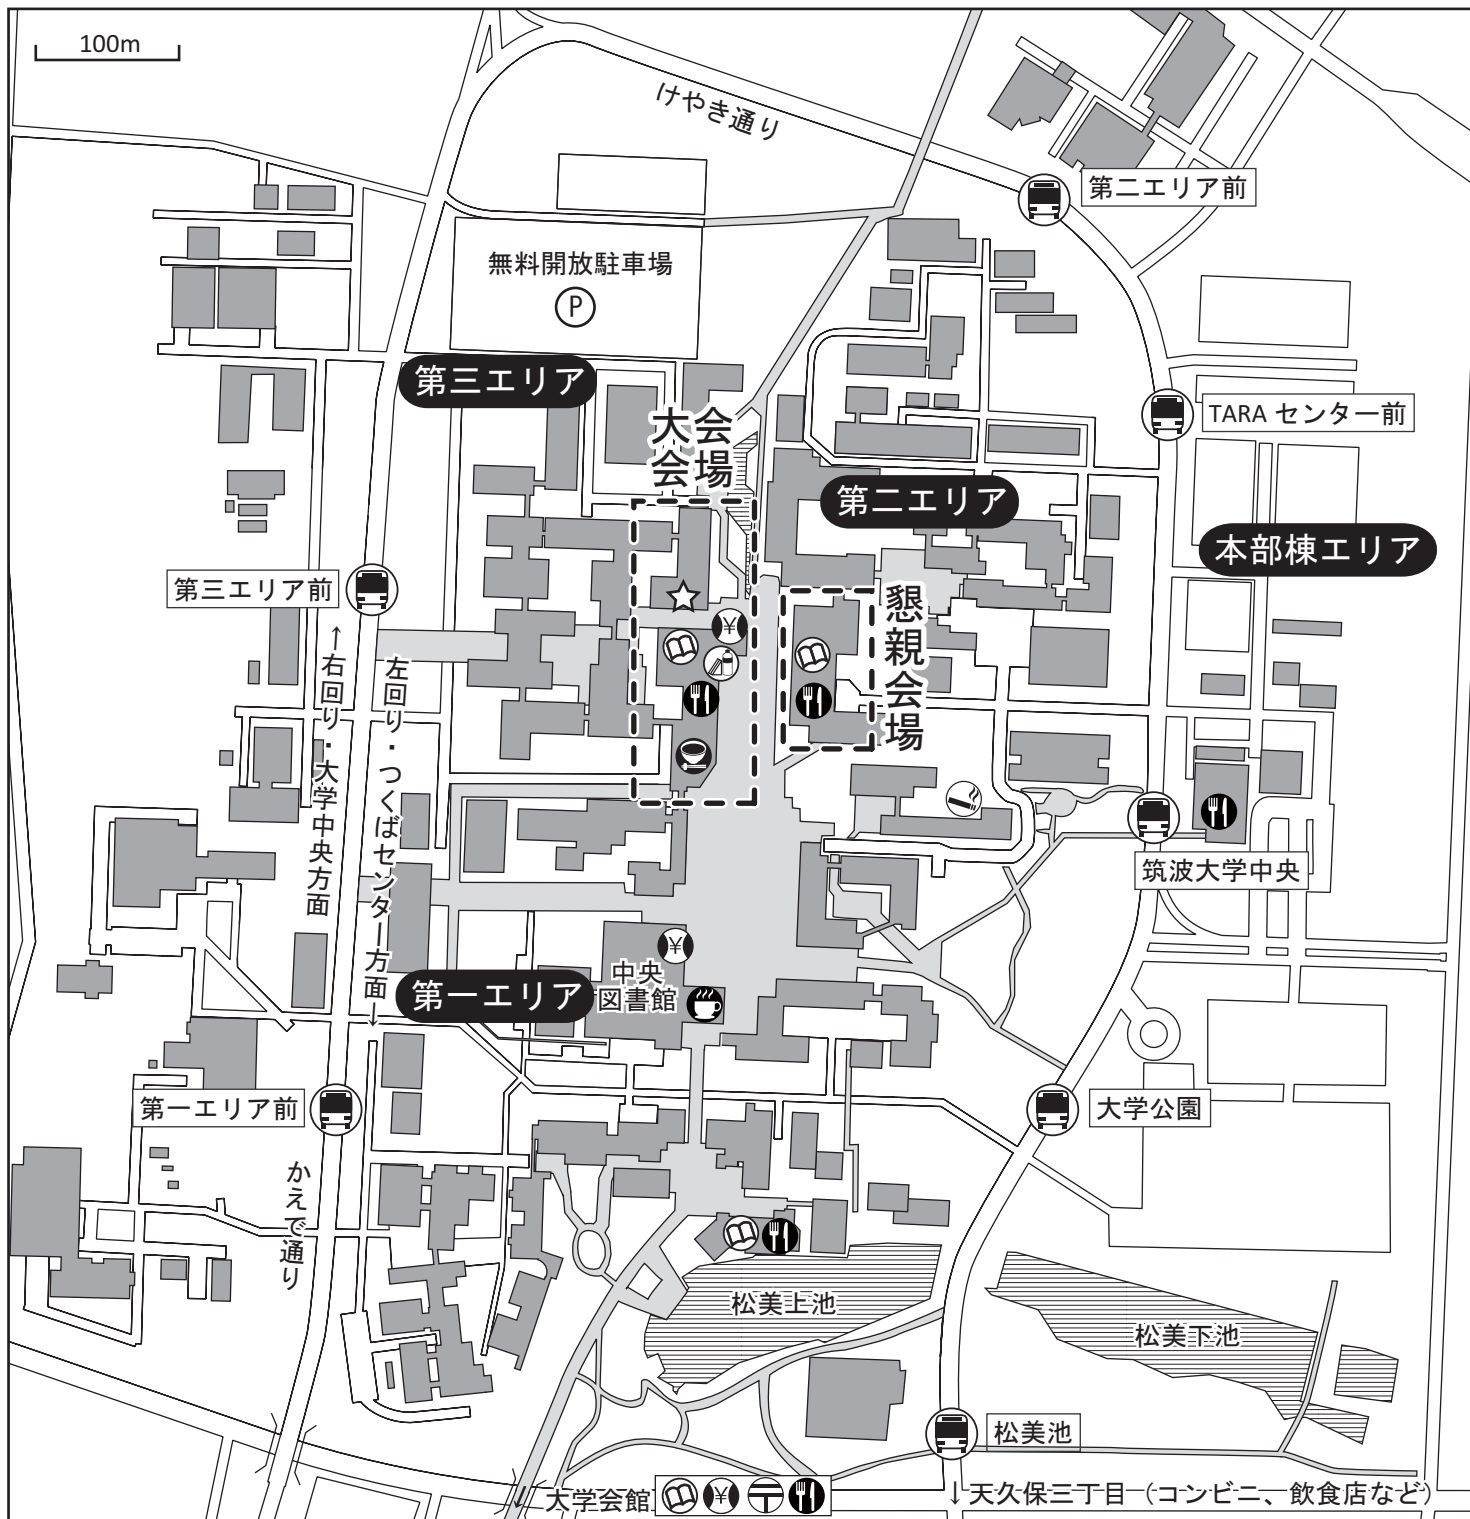 100m
けやき通り
第二エリア前
無料開放駐車場
P
第三エリア
大会
会場
TARA センター前
第二エリア
本部棟エリア
第三エリア前
懇親会場
←右回り・大学中央方面
左回り・つくばセンター方面→
筑波大学中央
中央
図書館
第一エリア
第一エリア前
大学公園
かえで通り
松美上池
松美下池
松美池
↙大学会館
↓天久保三丁目（コンビニ、飲食店など）